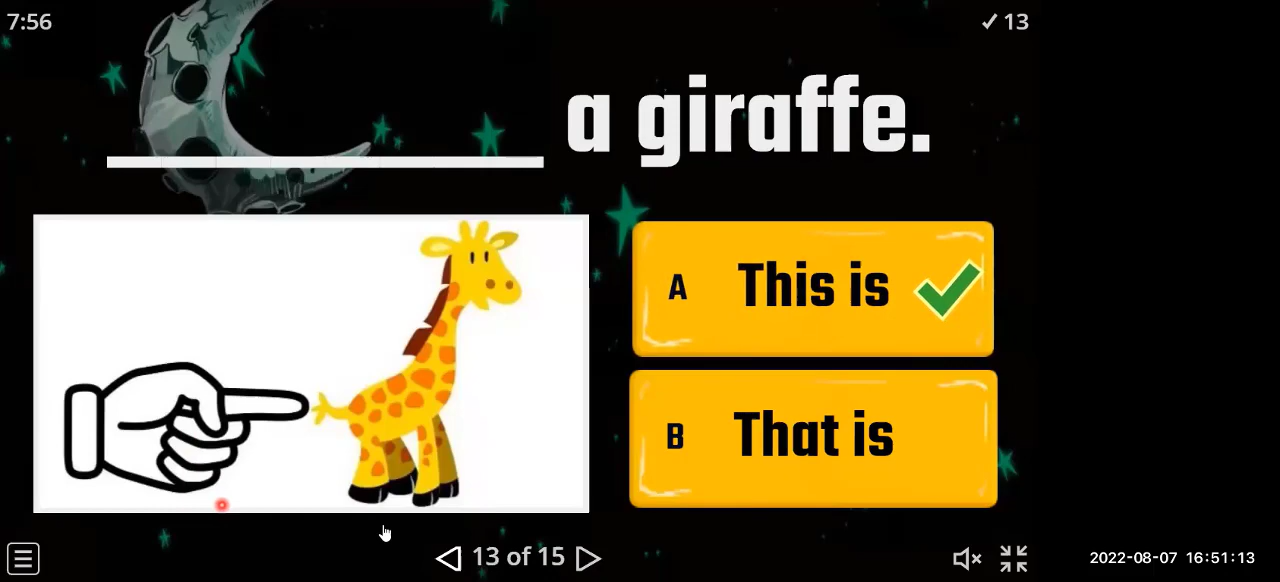 7:56
✓ 13
a giraffe.
A This is
B That is
13 of 15
2022-08-07 16:51:13